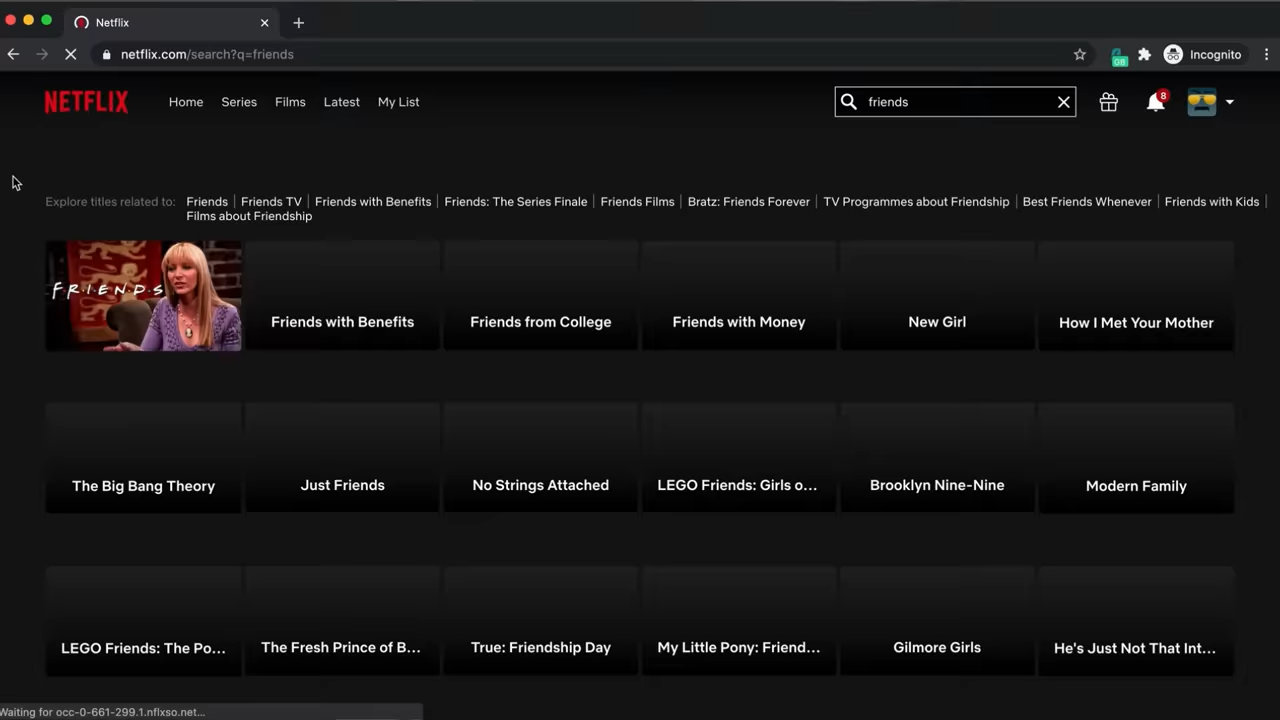 Netflix
netflix.com/search?q=friends
GB
Incognito
NETFLIX
Home
Series
Films
Latest
My List
friends
8
Explore titles related to:
Friends | Friends TV | Friends with Benefits | Friends: The Series Finale | Friends Films | Bratz: Friends Forever | TV Programmes about Friendship | Best Friends Whenever | Friends with Kids |
Films about Friendship
F·R·I·E·N·D·S
Friends with Benefits
Friends from College
Friends with Money
New Girl
How I Met Your Mother
The Big Bang Theory
Just Friends
No Strings Attached
LEGO Friends: Girls o...
Brooklyn Nine-Nine
Modern Family
LEGO Friends: The Po...
The Fresh Prince of B...
True: Friendship Day
My Little Pony: Friend...
Gilmore Girls
He's Just Not That Int...
Waiting for occ-0-661-299.1.nflxso.net...